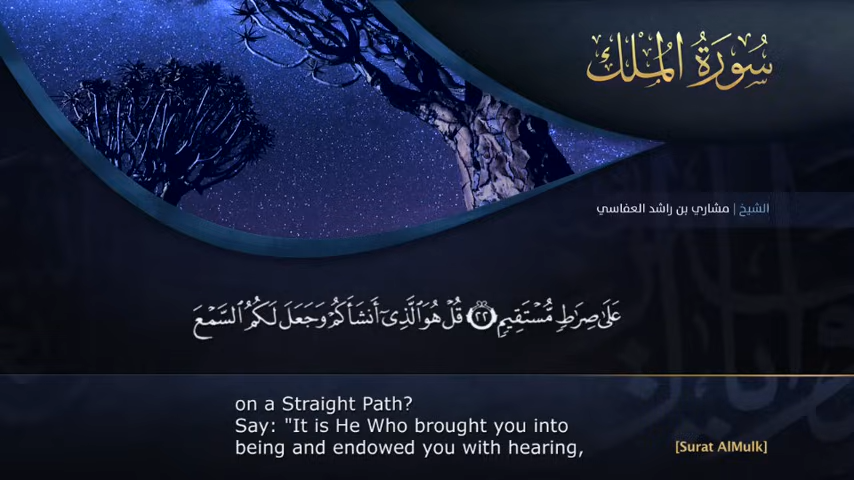 سُورَةُ المُلْك
الشيخ | مشاري بن راشد العفاسي
عَلَىٰ صِرَٰطٍ مُّسْتَقِيمٍ ٢٢ قُلْ هُوَ ٱلَّذِىٓ أَنشَأَكُمْ وَجَعَلَ لَكُمُ ٱلسَّمْعَ
on a Straight Path?
Say: "It is He Who brought you into
being and endowed you with hearing,
[Surat AlMulk]